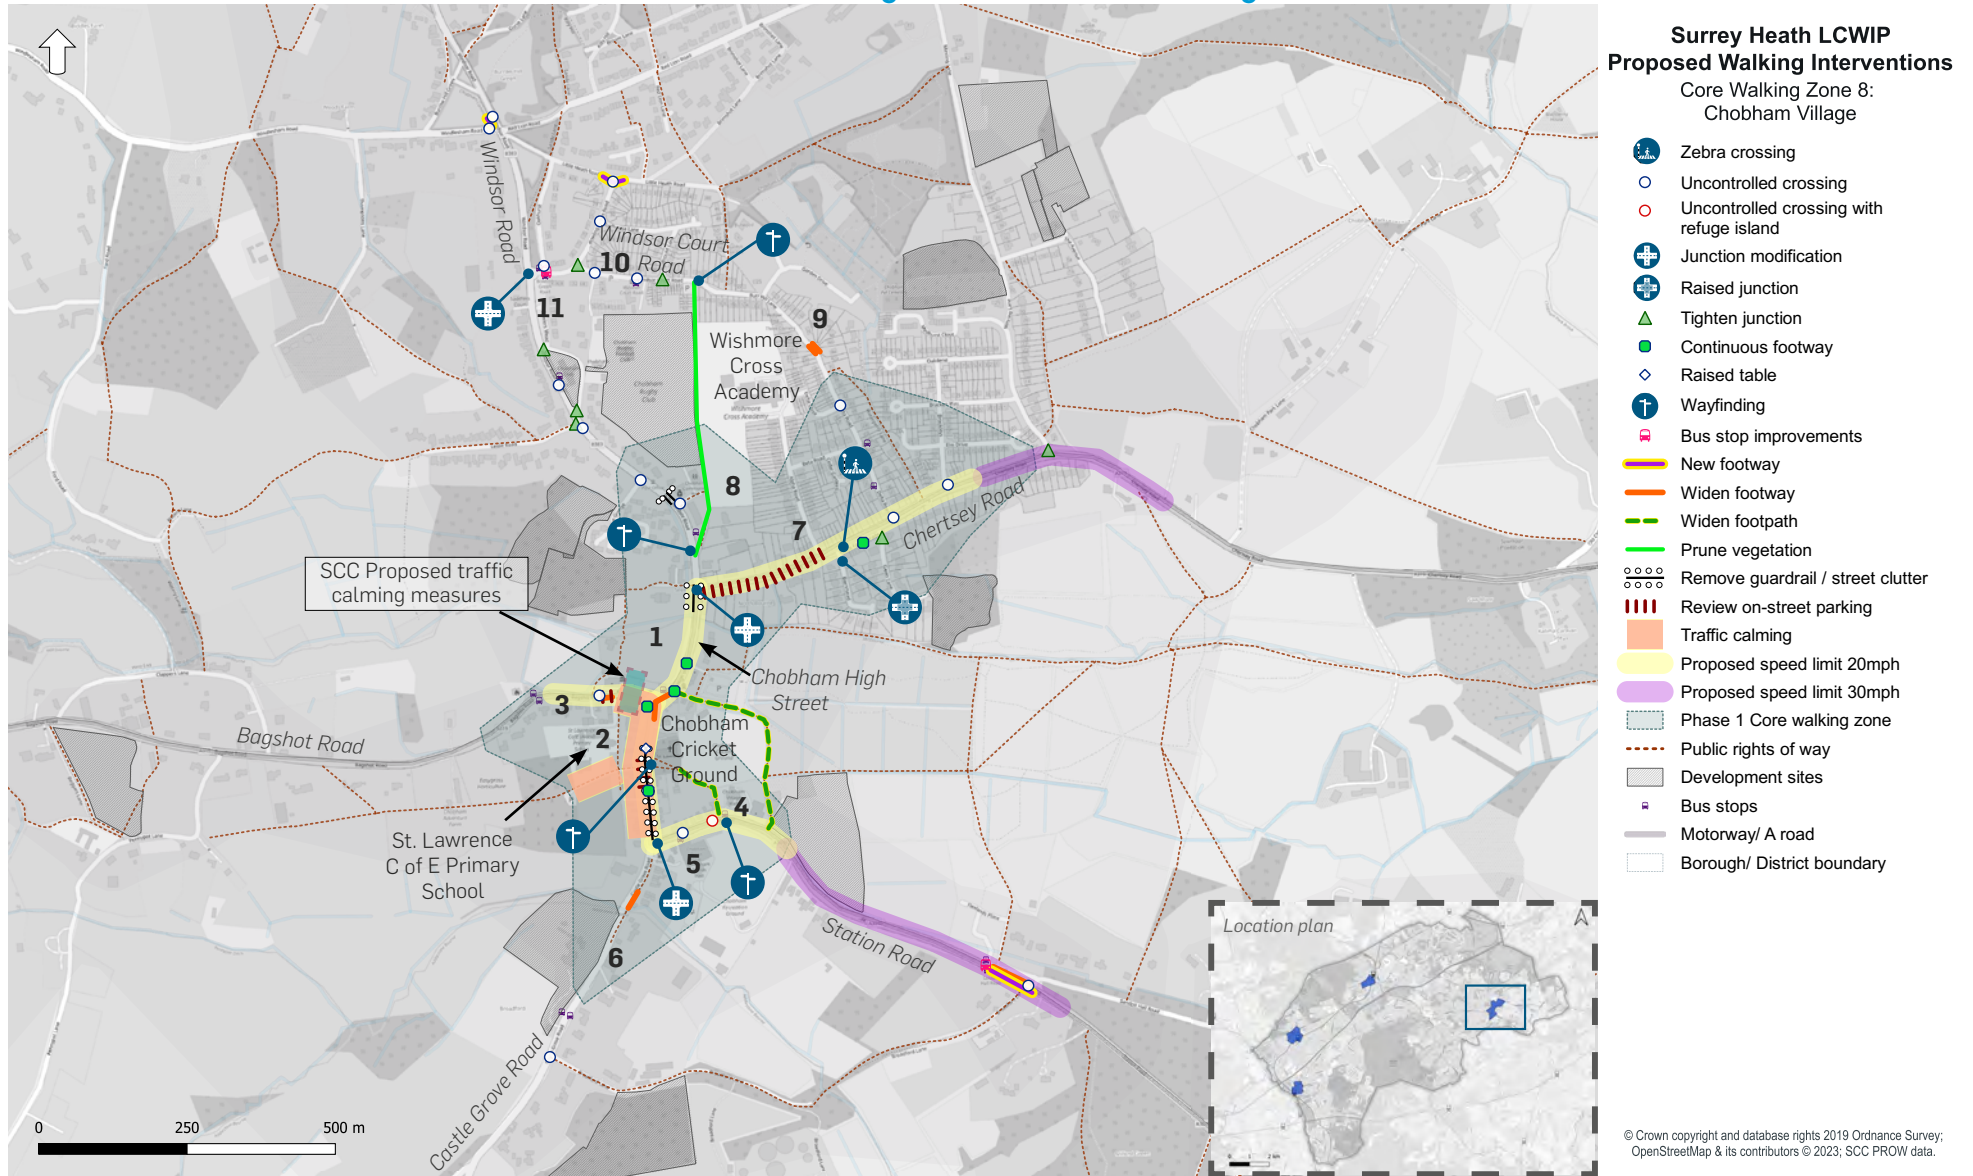 Surrey Heath LCWIP
Proposed Walking Interventions
Core Walking Zone 8:
Chobham Village
Zebra crossing
Uncontrolled crossing
Uncontrolled crossing with
refuge island
Junction modification
Raised junction
Tighten junction
Continuous footway
Raised table
Wayfinding
Bus stop improvements
New footway
Widen footway
Widen footpath
Prune vegetation
Remove guardrail / street clutter
Review on-street parking
Traffic calming
Proposed speed limit 20mph
Proposed speed limit 30mph
Phase 1 Core walking zone
Public rights of way
Development sites
Bus stops
Motorway/ A road
Borough/ District boundary
Windsor Road
Windsor Court
Road
10
11
9
Wishmore
Cross
Academy
8
7
Chertsey Road
SCC Proposed traffic
calming measures
1
Chobham High
Street
3
2
Chobham
Cricket
Ground
Bagshot Road
4
St. Lawrence
C of E Primary
School
5
6
Station Road
Castle Grove Road
0 250 500 m
Location plan
© Crown copyright and database rights 2019 Ordnance Survey;
OpenStreetMap & its contributors © 2023; SCC PROW data.